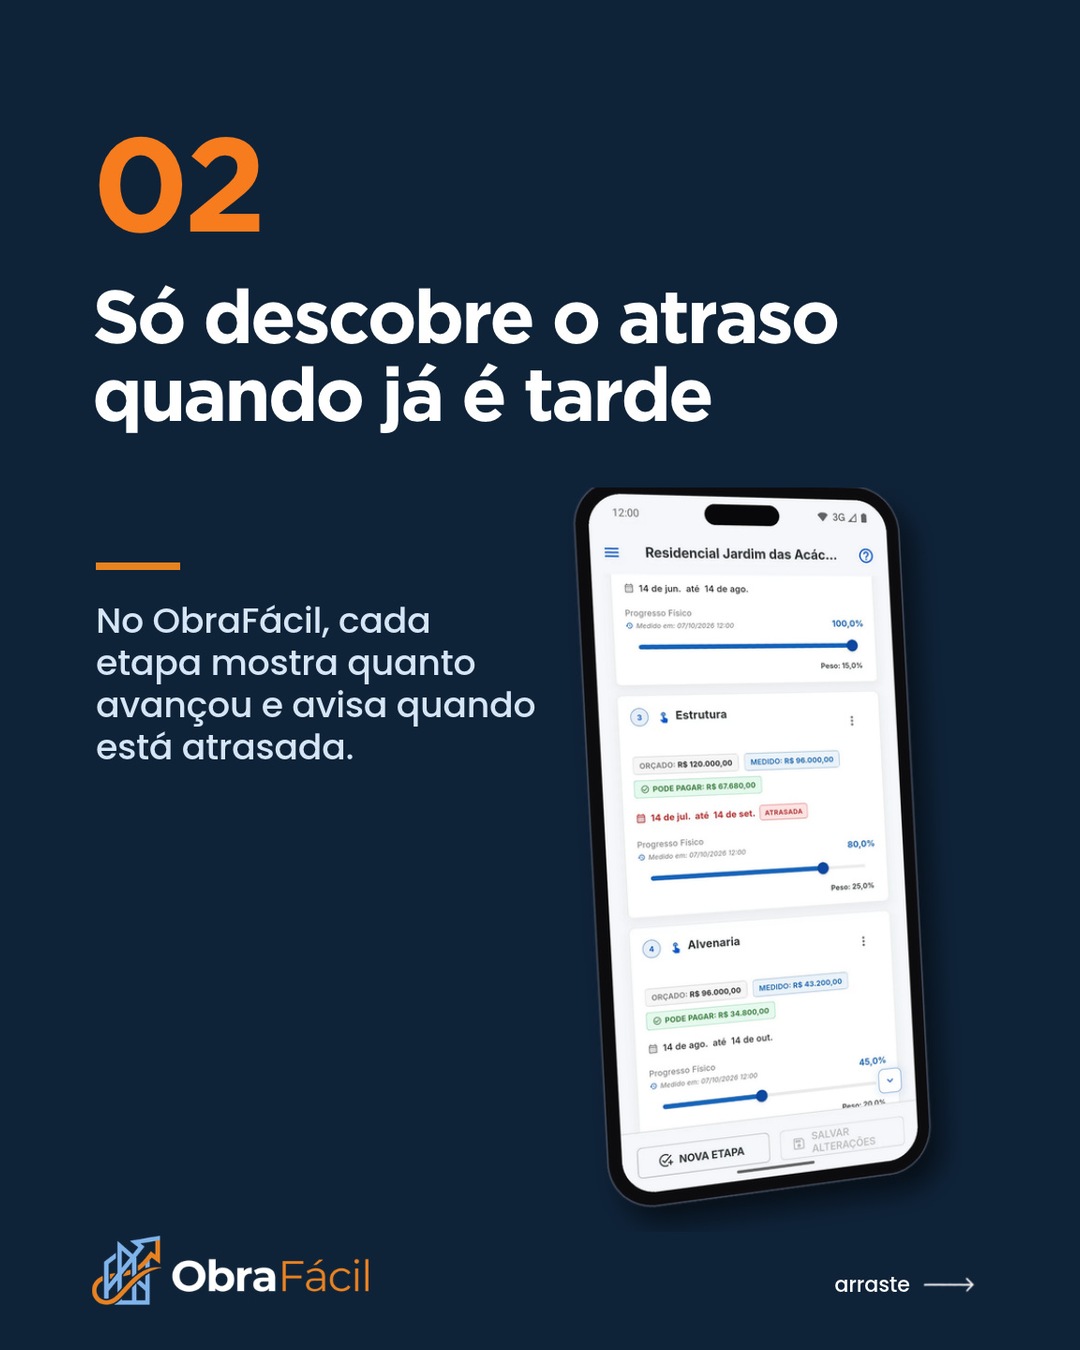 02
Só descobre o atraso
quando já é tarde
No ObraFácil, cada
etapa mostra quanto
avançou e avisa quando
está atrasada.
12:00
3G
Residencial Jardim das Acác...
14 de jun. até 14 de ago.
Progresso Físico
Medido em: 07/10/2026 12:00
100,0%
Peso: 15,0%
3 Estrutura
ORÇADO: R$ 120.000,00 MEDIDO: R$ 96.000,00
PODE PAGAR: R$ 67.680,00
14 de jul. até 14 de set. ATRASADA
Progresso Físico
Medido em: 07/10/2026 12:00
80,0%
Peso: 25,0%
4 Alvenaria
ORÇADO: R$ 96.000,00 MEDIDO: R$ 43.200,00
PODE PAGAR: R$ 34.800,00
14 de ago. até 14 de out.
Progresso Físico
Medido em: 07/10/2026 12:00
45,0%
Peso: 20,0%
NOVA ETAPA
SALVAR
ALTERAÇÕES
ObraFácil
arraste